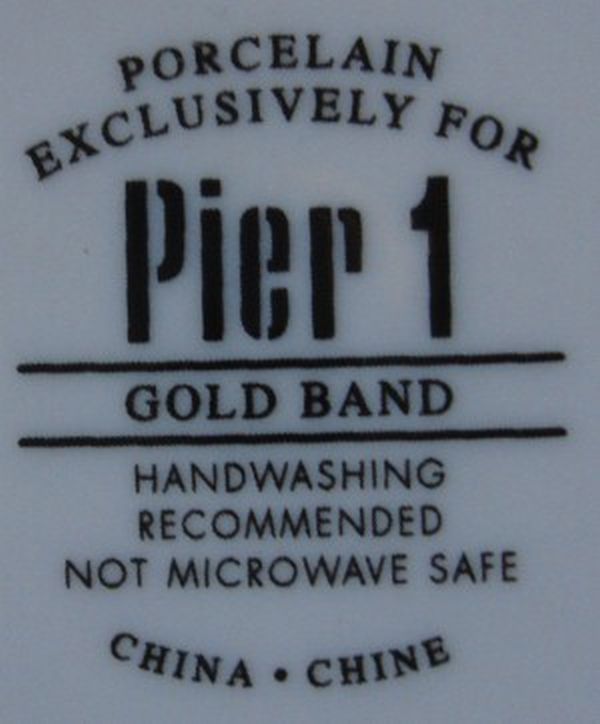 PORCELAIN
EXCLUSIVELY FOR
Pier 1
GOLD BAND
HANDWASHING
RECOMMENDED
NOT MICROWAVE SAFE
CHINA • CHINE